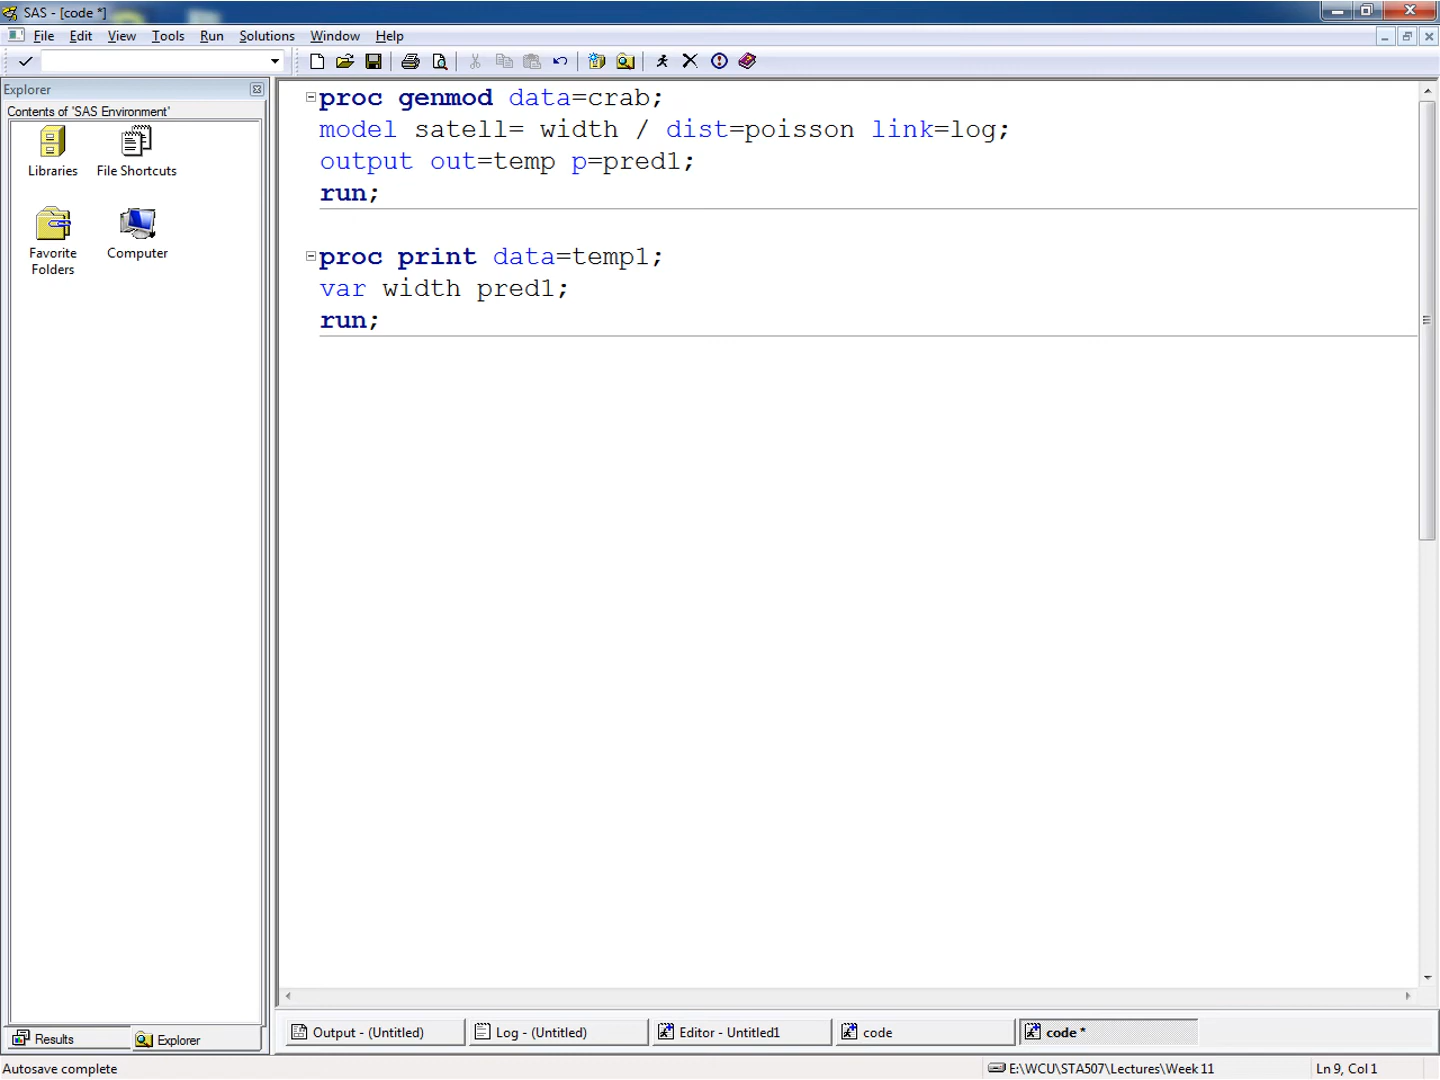 SAS - [code *]
File Edit View Tools Run Solutions Window Help
Explorer
Contents of 'SAS Environment'
Libraries
File Shortcuts
Favorite
Folders
Computer
proc genmod data=crab;
model satell= width / dist=poisson link=log;
output out=temp p=pred1;
run;
proc print data=temp1;
var width pred1;
run;
Results
Explorer
Output - (Untitled)
Log - (Untitled)
Editor - Untitled1
code
code *
Autosave complete
E:\WCU\STA507\Lectures\Week 11
Ln 9, Col 1